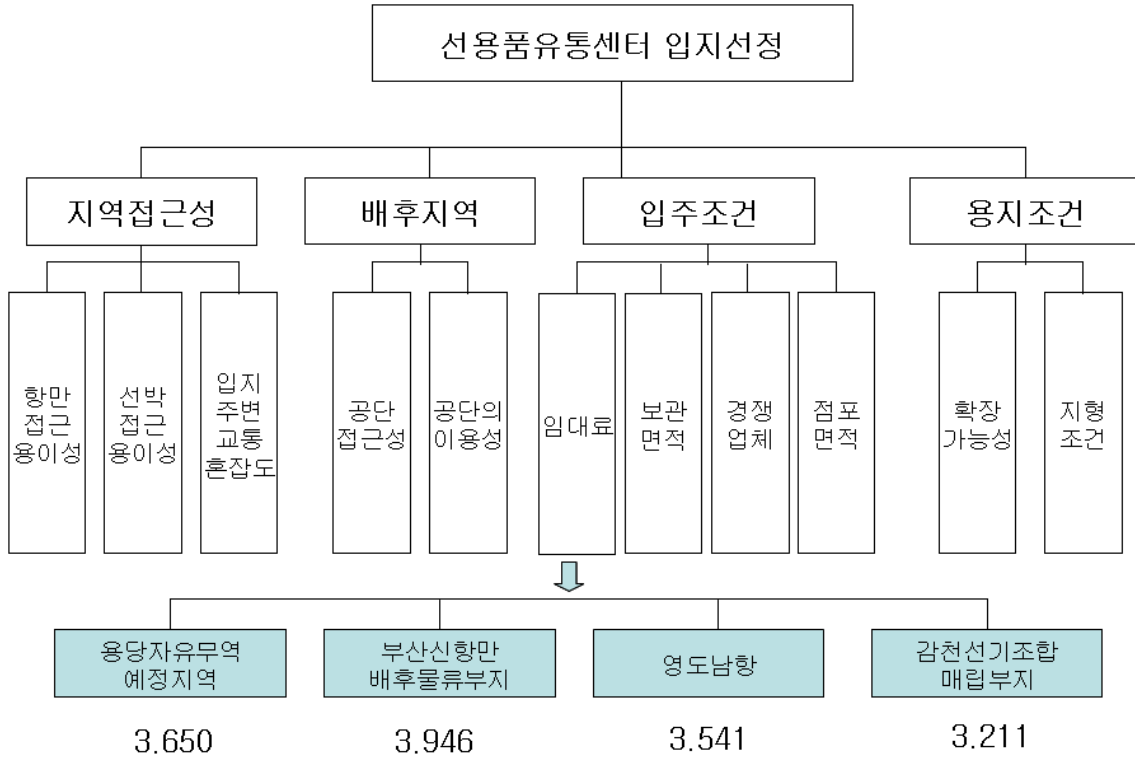 선용품유통센터 입지선정
지역접근성
배후지역
입주조건
용지조건
항만
접근
용이성
선박
접근
용이성
입지
주변
교통
혼잡도
공단
접근성
공단의
이용성
임대료
보관
면적
경쟁
업체
점포
면적
확장
가능성
지형
조건
용당자유무역
예정지역
부산신항만
배후물류부지
영도남항
감천선기조합
매립부지
3.650
3.946
3.541
3.211